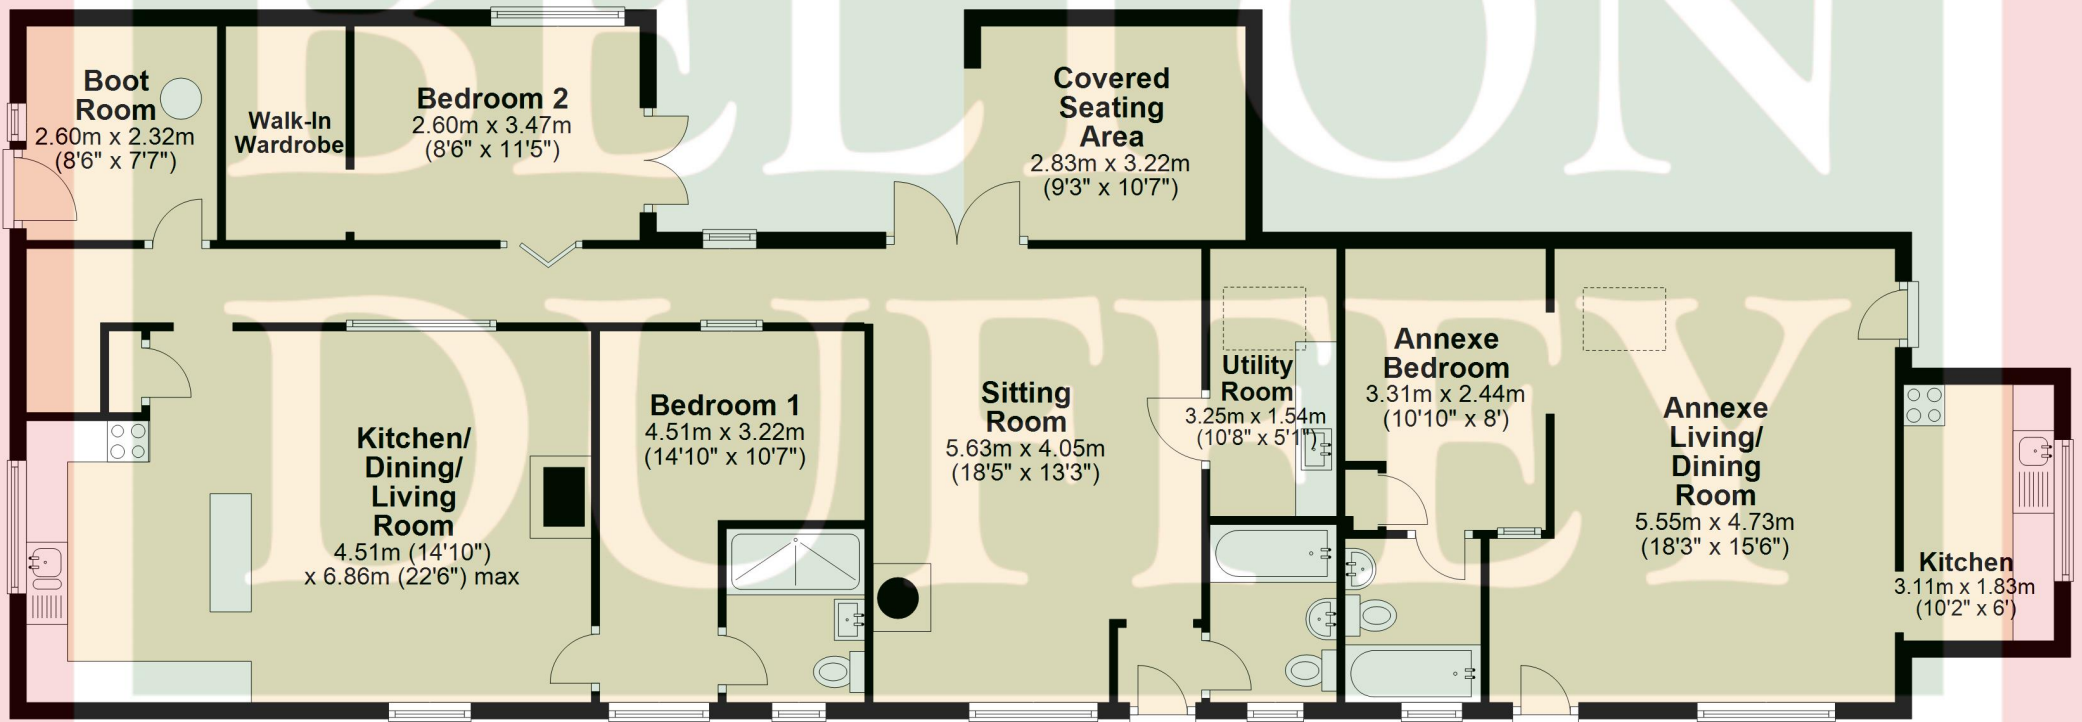 BELTON
DUFFEY
Boot
Room
2.60m x 2.32m
(8'6" x 7'7")
Walk-In
Wardrobe
Bedroom 2
2.60m x 3.47m
(8'6" x 11'5")
Covered
Seating
Area
2.83m x 3.22m
(9'3" x 10'7")
Kitchen/
Dining/
Living
Room
4.51m (14'10")
x 6.86m (22'6") max
Bedroom 1
4.51m x 3.22m
(14'10" x 10'7")
Sitting
Room
5.63m x 4.05m
(18'5" x 13'3")
Utility
Room
3.25m x 1.54m
(10'8" x 5'1")
Annexe
Bedroom
3.31m x 2.44m
(10'10" x 8')
Annexe
Living/
Dining
Room
5.55m x 4.73m
(18'3" x 15'6")
Kitchen
3.11m x 1.83m
(10'2" x 6')